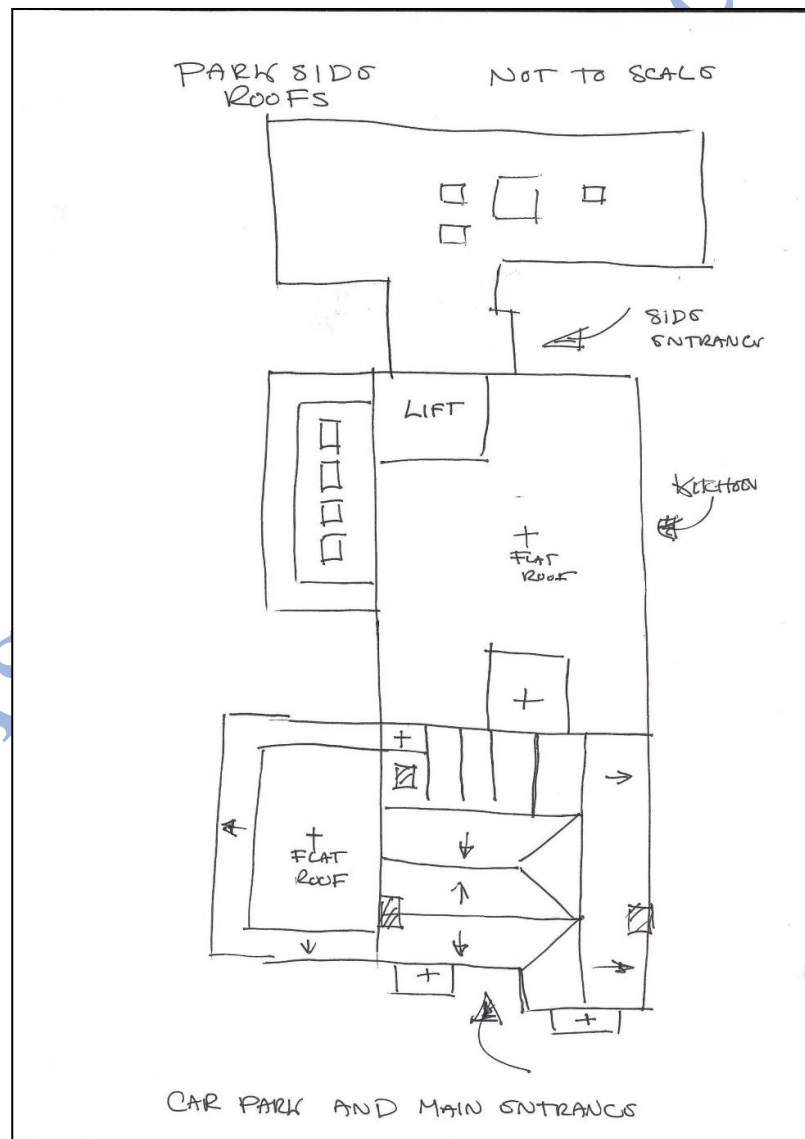 PARK SIDE
ROOFS
NOT TO SCALE
SIDE
ENTRANCE
LIFT
KITCHEN
FLAT
ROOF
FLAT
ROOF
CAR PARK AND MAIN ENTRANCE